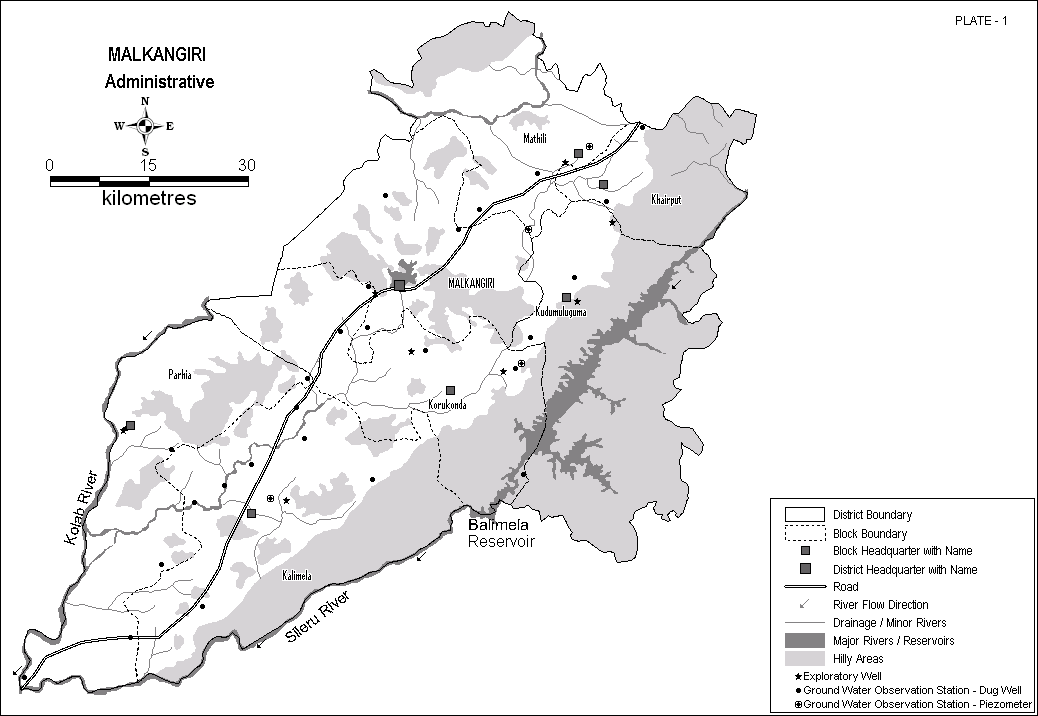 PLATE - 1
MALKANGIRI
Administrative
N
W E
S
0 15 30
kilometres
Mathili
Khairput
MALKANGIRI
Kudumuluguma
Parhia
Korukonda
Kolab River
Balimela
Reservoir
Kalimela
Sileru River
District Boundary
Block Boundary
Block Headquarter with Name
District Headquarter with Name
Road
River Flow Direction
Drainage / Minor Rivers
Major Rivers / Reservoirs
Hilly Areas
Exploratory Well
Ground Water Observation Station - Dug Well
Ground Water Observation Station - Piezometer